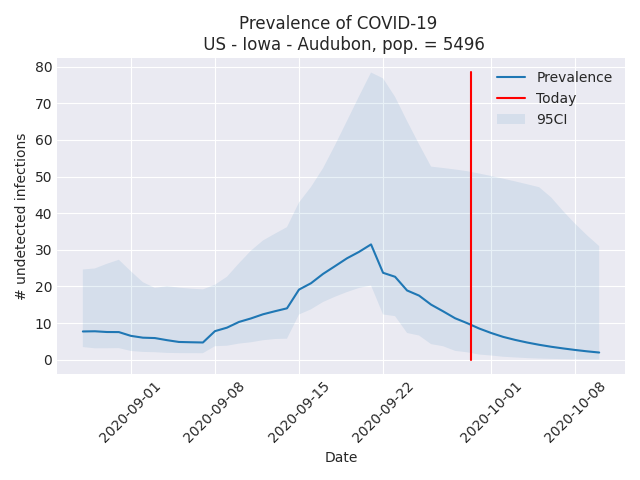 Prevalence of COVID-19
US - Iowa - Audubon, pop. = 5496
80
70
60
50
40
30
20
10
0
# undetected infections
Prevalence
Today
95CI
2020-09-01
2020-09-08
2020-09-15
2020-09-22
2020-10-01
2020-10-08
Date